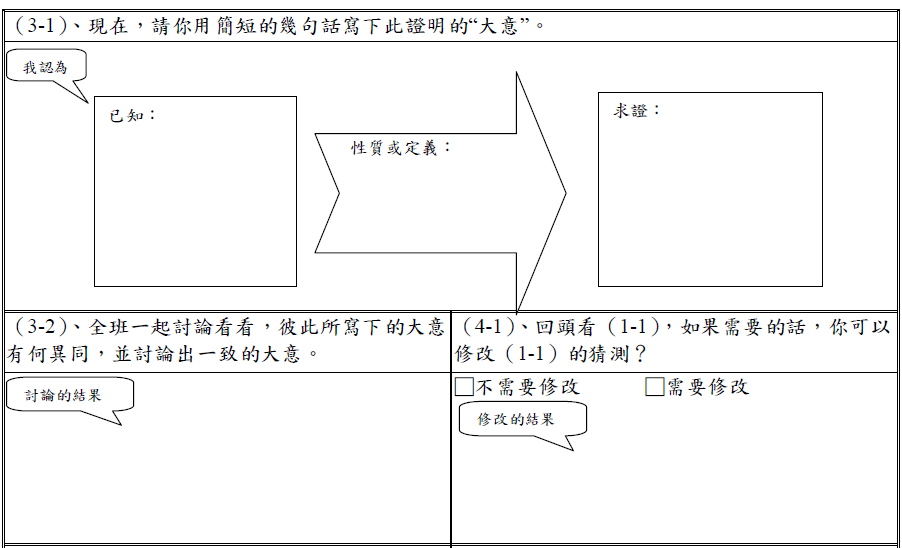 （3-1）、現在，請你用簡短的幾句話寫下此證明的“大意”。
我認為
已知：
性質或定義：
求證：
（3-2）、全班一起討論看看，彼此所寫下的大意
有何異同，並討論出一致的大意。
（4-1）、回頭看（1-1），如果需要的話，你可以
修改（1-1）的猜測？
討論的結果
□不需要修改 □需要修改
修改的結果